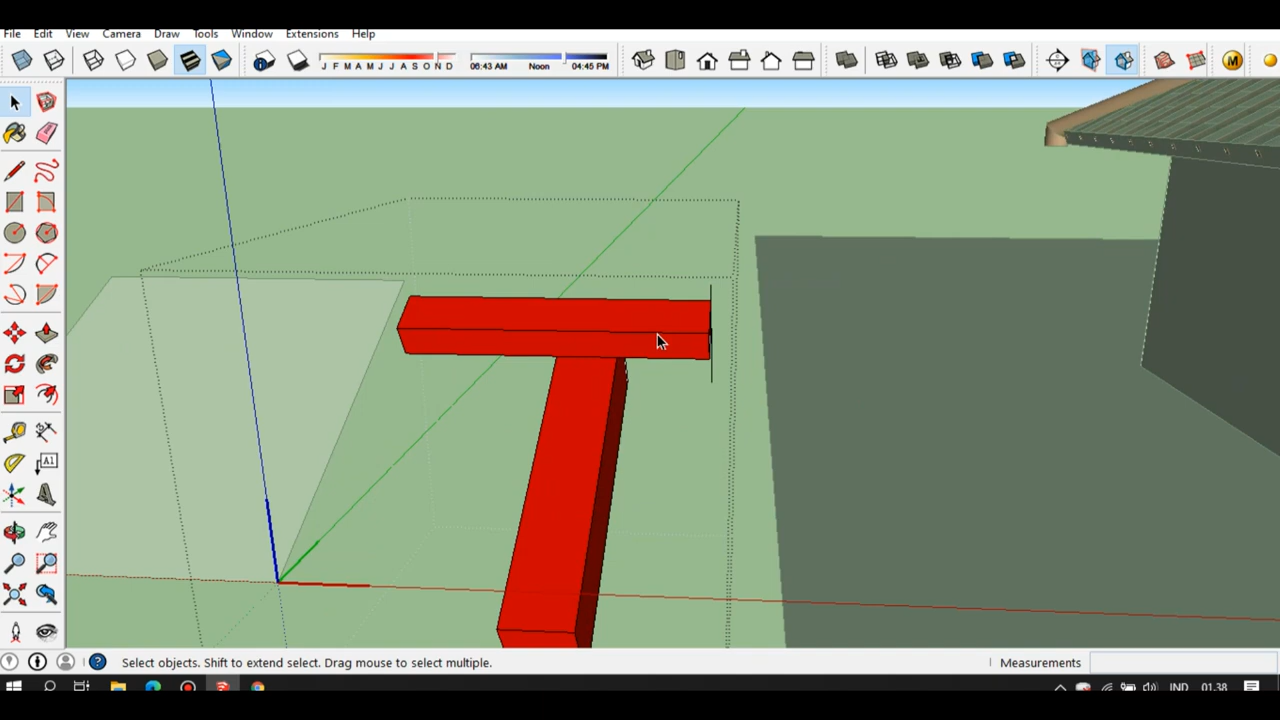 File Edit View Camera Draw Tools Window Extensions Help
J F M A M J J A S O N D 06:43 AM Noon 04:45 PM M
A1
Select objects. Shift to extend select. Drag mouse to select multiple. Measurements
IND 01.38